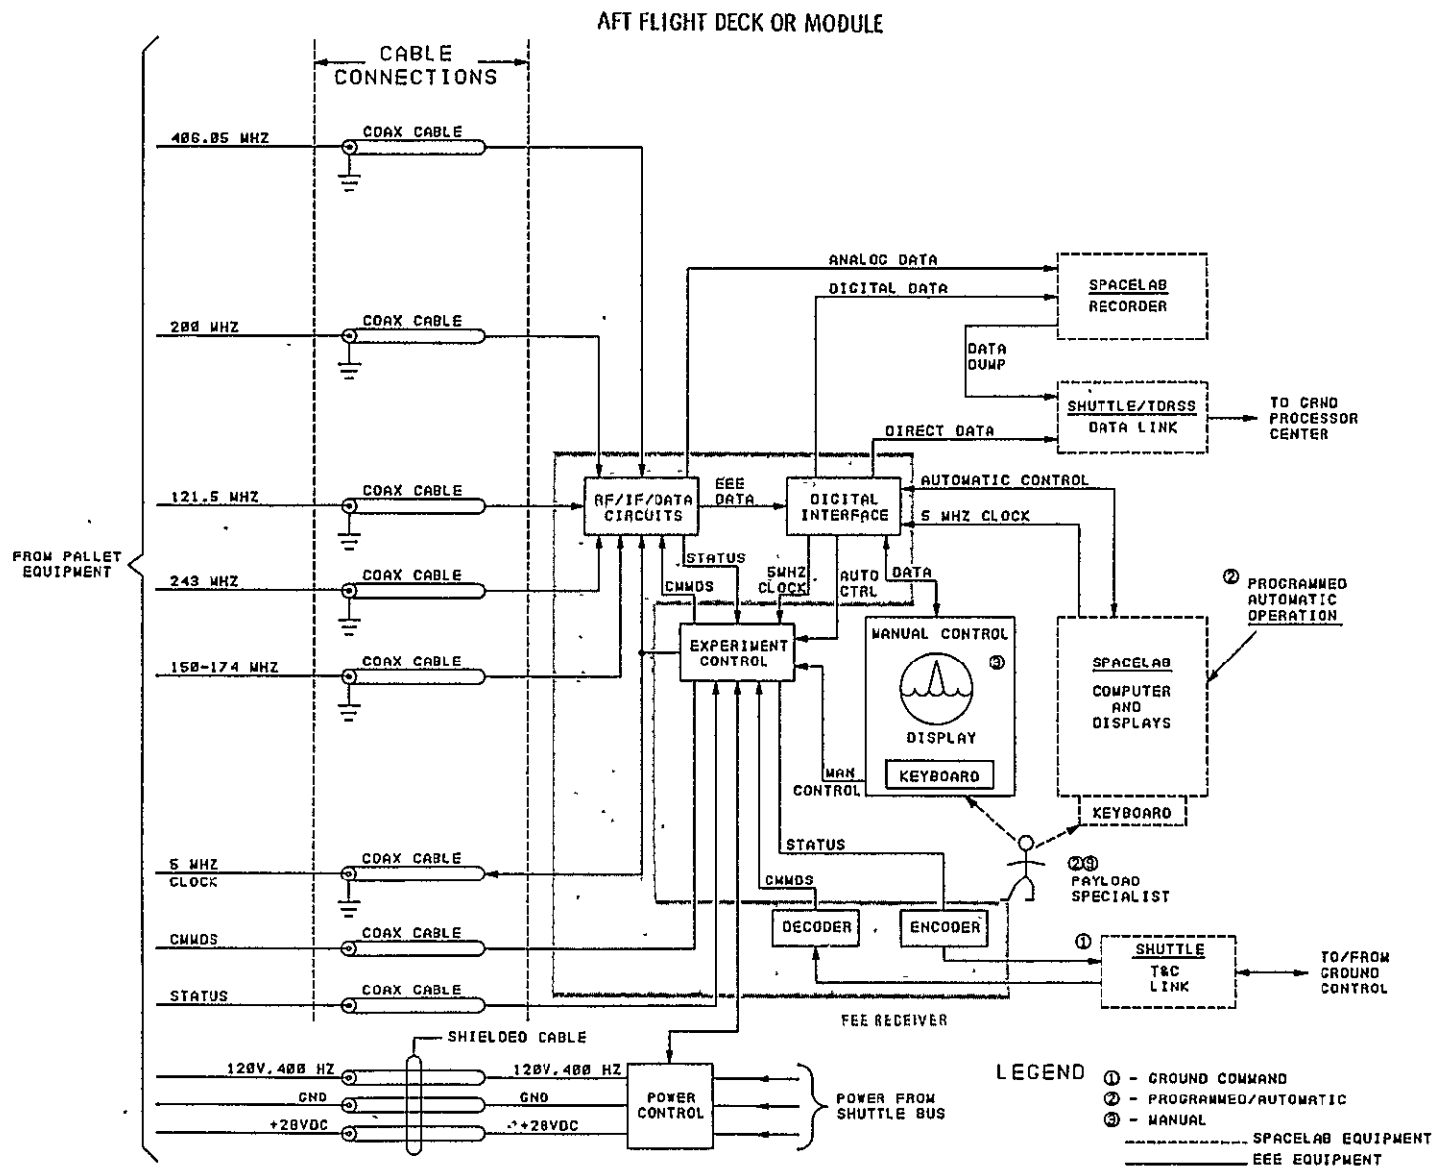 AFT FLIGHT DECK OR MODULE
CABLE
CONNECTIONS
406.05 MHZ
COAX CABLE
ANALOG DATA
DIGITAL DATA
SPACELAB
RECORDER
200 MHZ
COAX CABLE
DATA
DUMP
SHUTTLE/TDRSS
DATA LINK
TO GRND
PROCESSOR
CENTER
DIRECT DATA
121.5 MHZ
COAX CABLE
RF/IF/DATA
CIRCUITS
EEE
DATA
DIGITAL
INTERFACE
AUTOMATIC CONTROL
5 MHZ CLOCK
FROM PALLET
EQUIPMENT
STATUS
CMMDS
5MHZ
CLOCK
AUTO
CTRL
DATA
243 MHZ
COAX CABLE
② PROGRAMMED
AUTOMATIC
OPERATION
EXPERIMENT
CONTROL
MANUAL CONTROL
③
DISPLAY
KEYBOARD
SPACELAB
COMPUTER
AND
DISPLAYS
KEYBOARD
150-174 MHZ
COAX CABLE
MAN
CONTROL
STATUS
CMMDS
②③
PAYLOAD
SPECIALIST
5 MHZ
CLOCK
COAX CABLE
DECODER
ENCODER
①
SHUTTLE
T&C
LINK
TO/FROM
GROUND
CONTROL
CMMDS
COAX CABLE
STATUS
COAX CABLE
EEE RECEIVER
SHIELDED CABLE
120V.400 HZ
120V.400 HZ
GND
GND
+28VDC
+28VDC
POWER
CONTROL
POWER FROM
SHUTTLE BUS
LEGEND
① - GROUND COMMAND
② - PROGRAMMED/AUTOMATIC
③ - MANUAL
SPACELAB EQUIPMENT
EEE EQUIPMENT